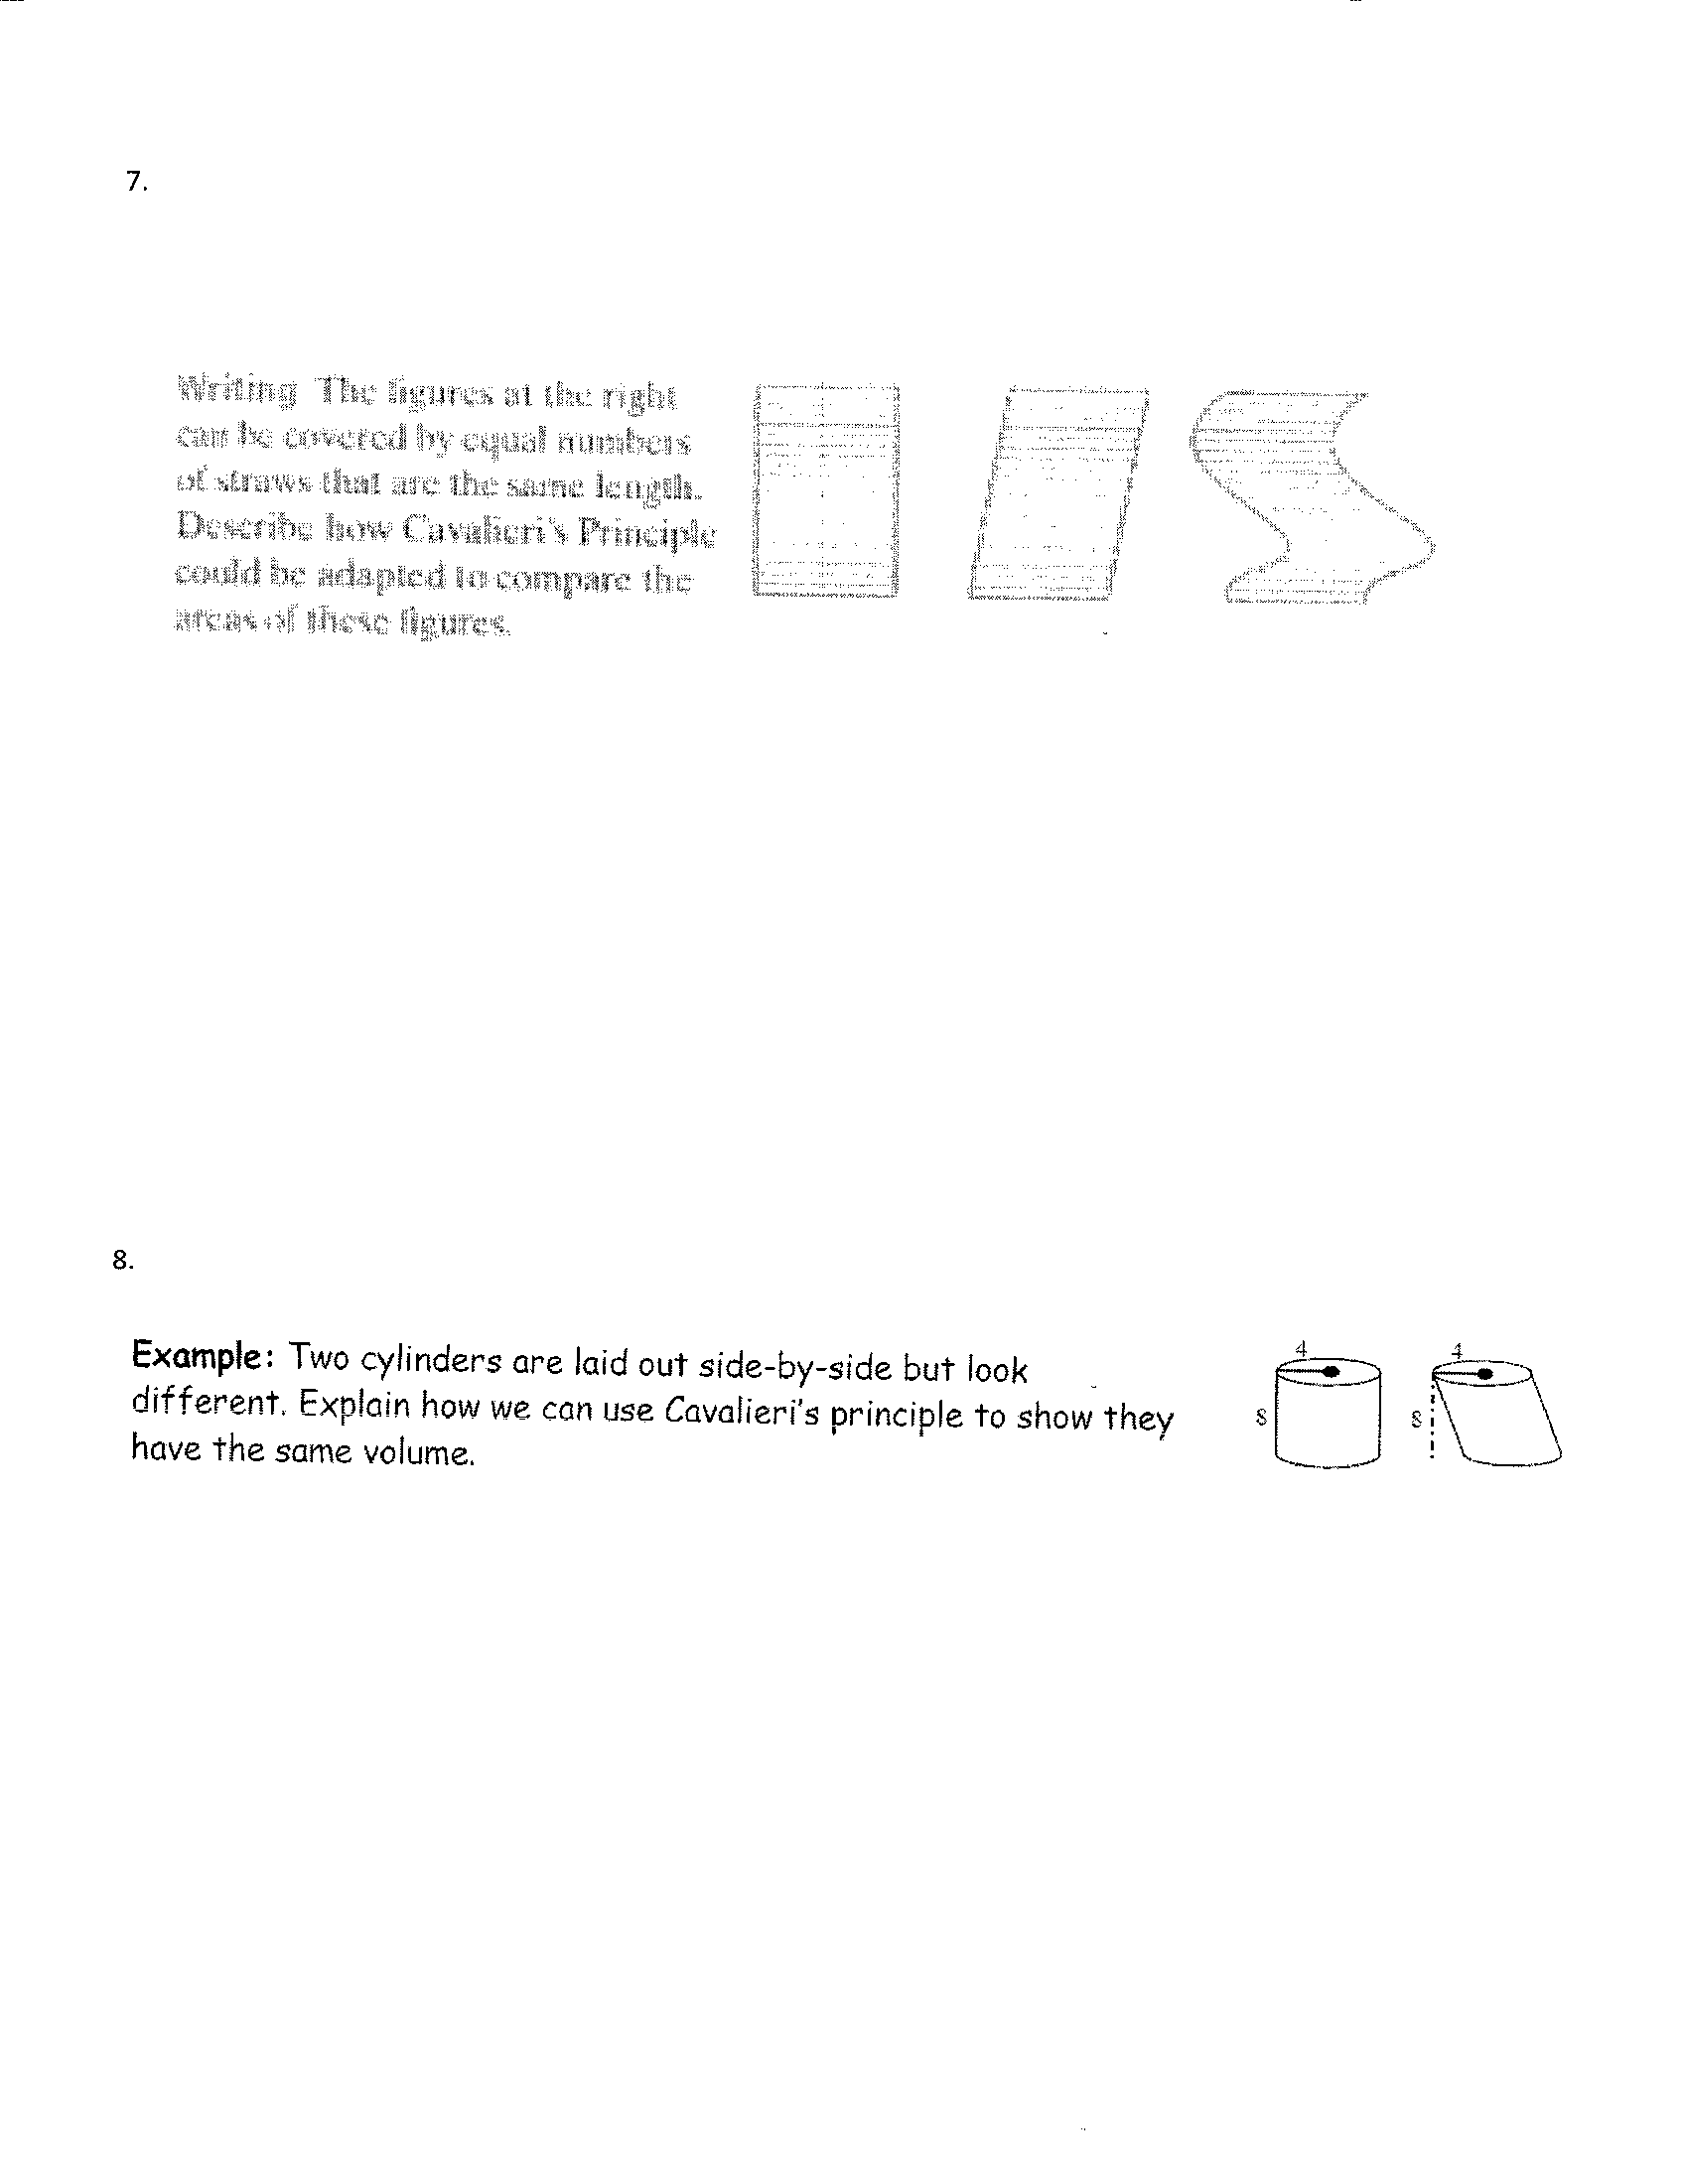 7.
Writing The figures at the right
can be covered by equal numbers
of straws that are the same length.
Describe how Cavalieri's Principle
could be adapted to compare the
areas of these figures.
8.
Example: Two cylinders are laid out side-by-side but look
different. Explain how we can use Cavalieri's principle to show they
have the same volume.
4 4
8 8